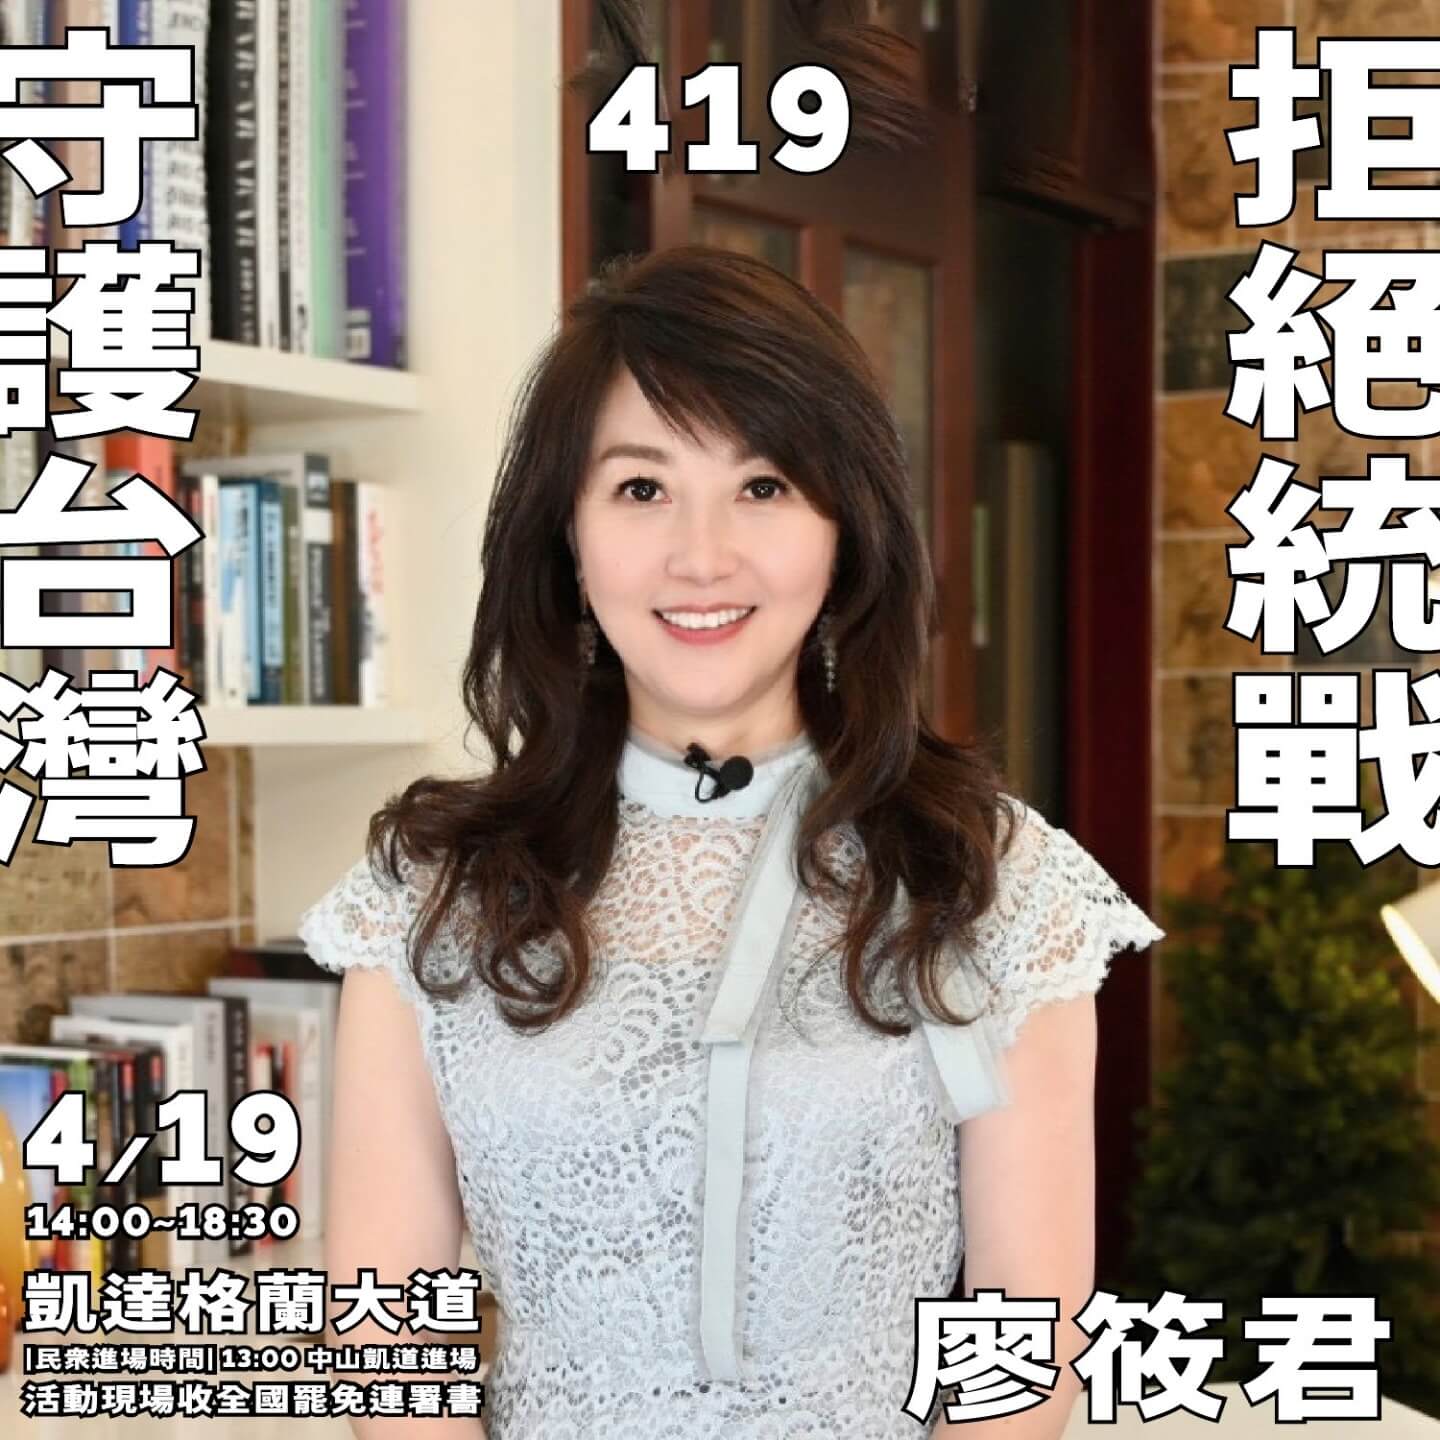 419
拒絕統戰
守護台灣
4/19
14:00~18:30
凱達格蘭大道
|民眾進場時間| 13:00 中山凱道進場
活動現場收全國罷免連署書
廖筱君